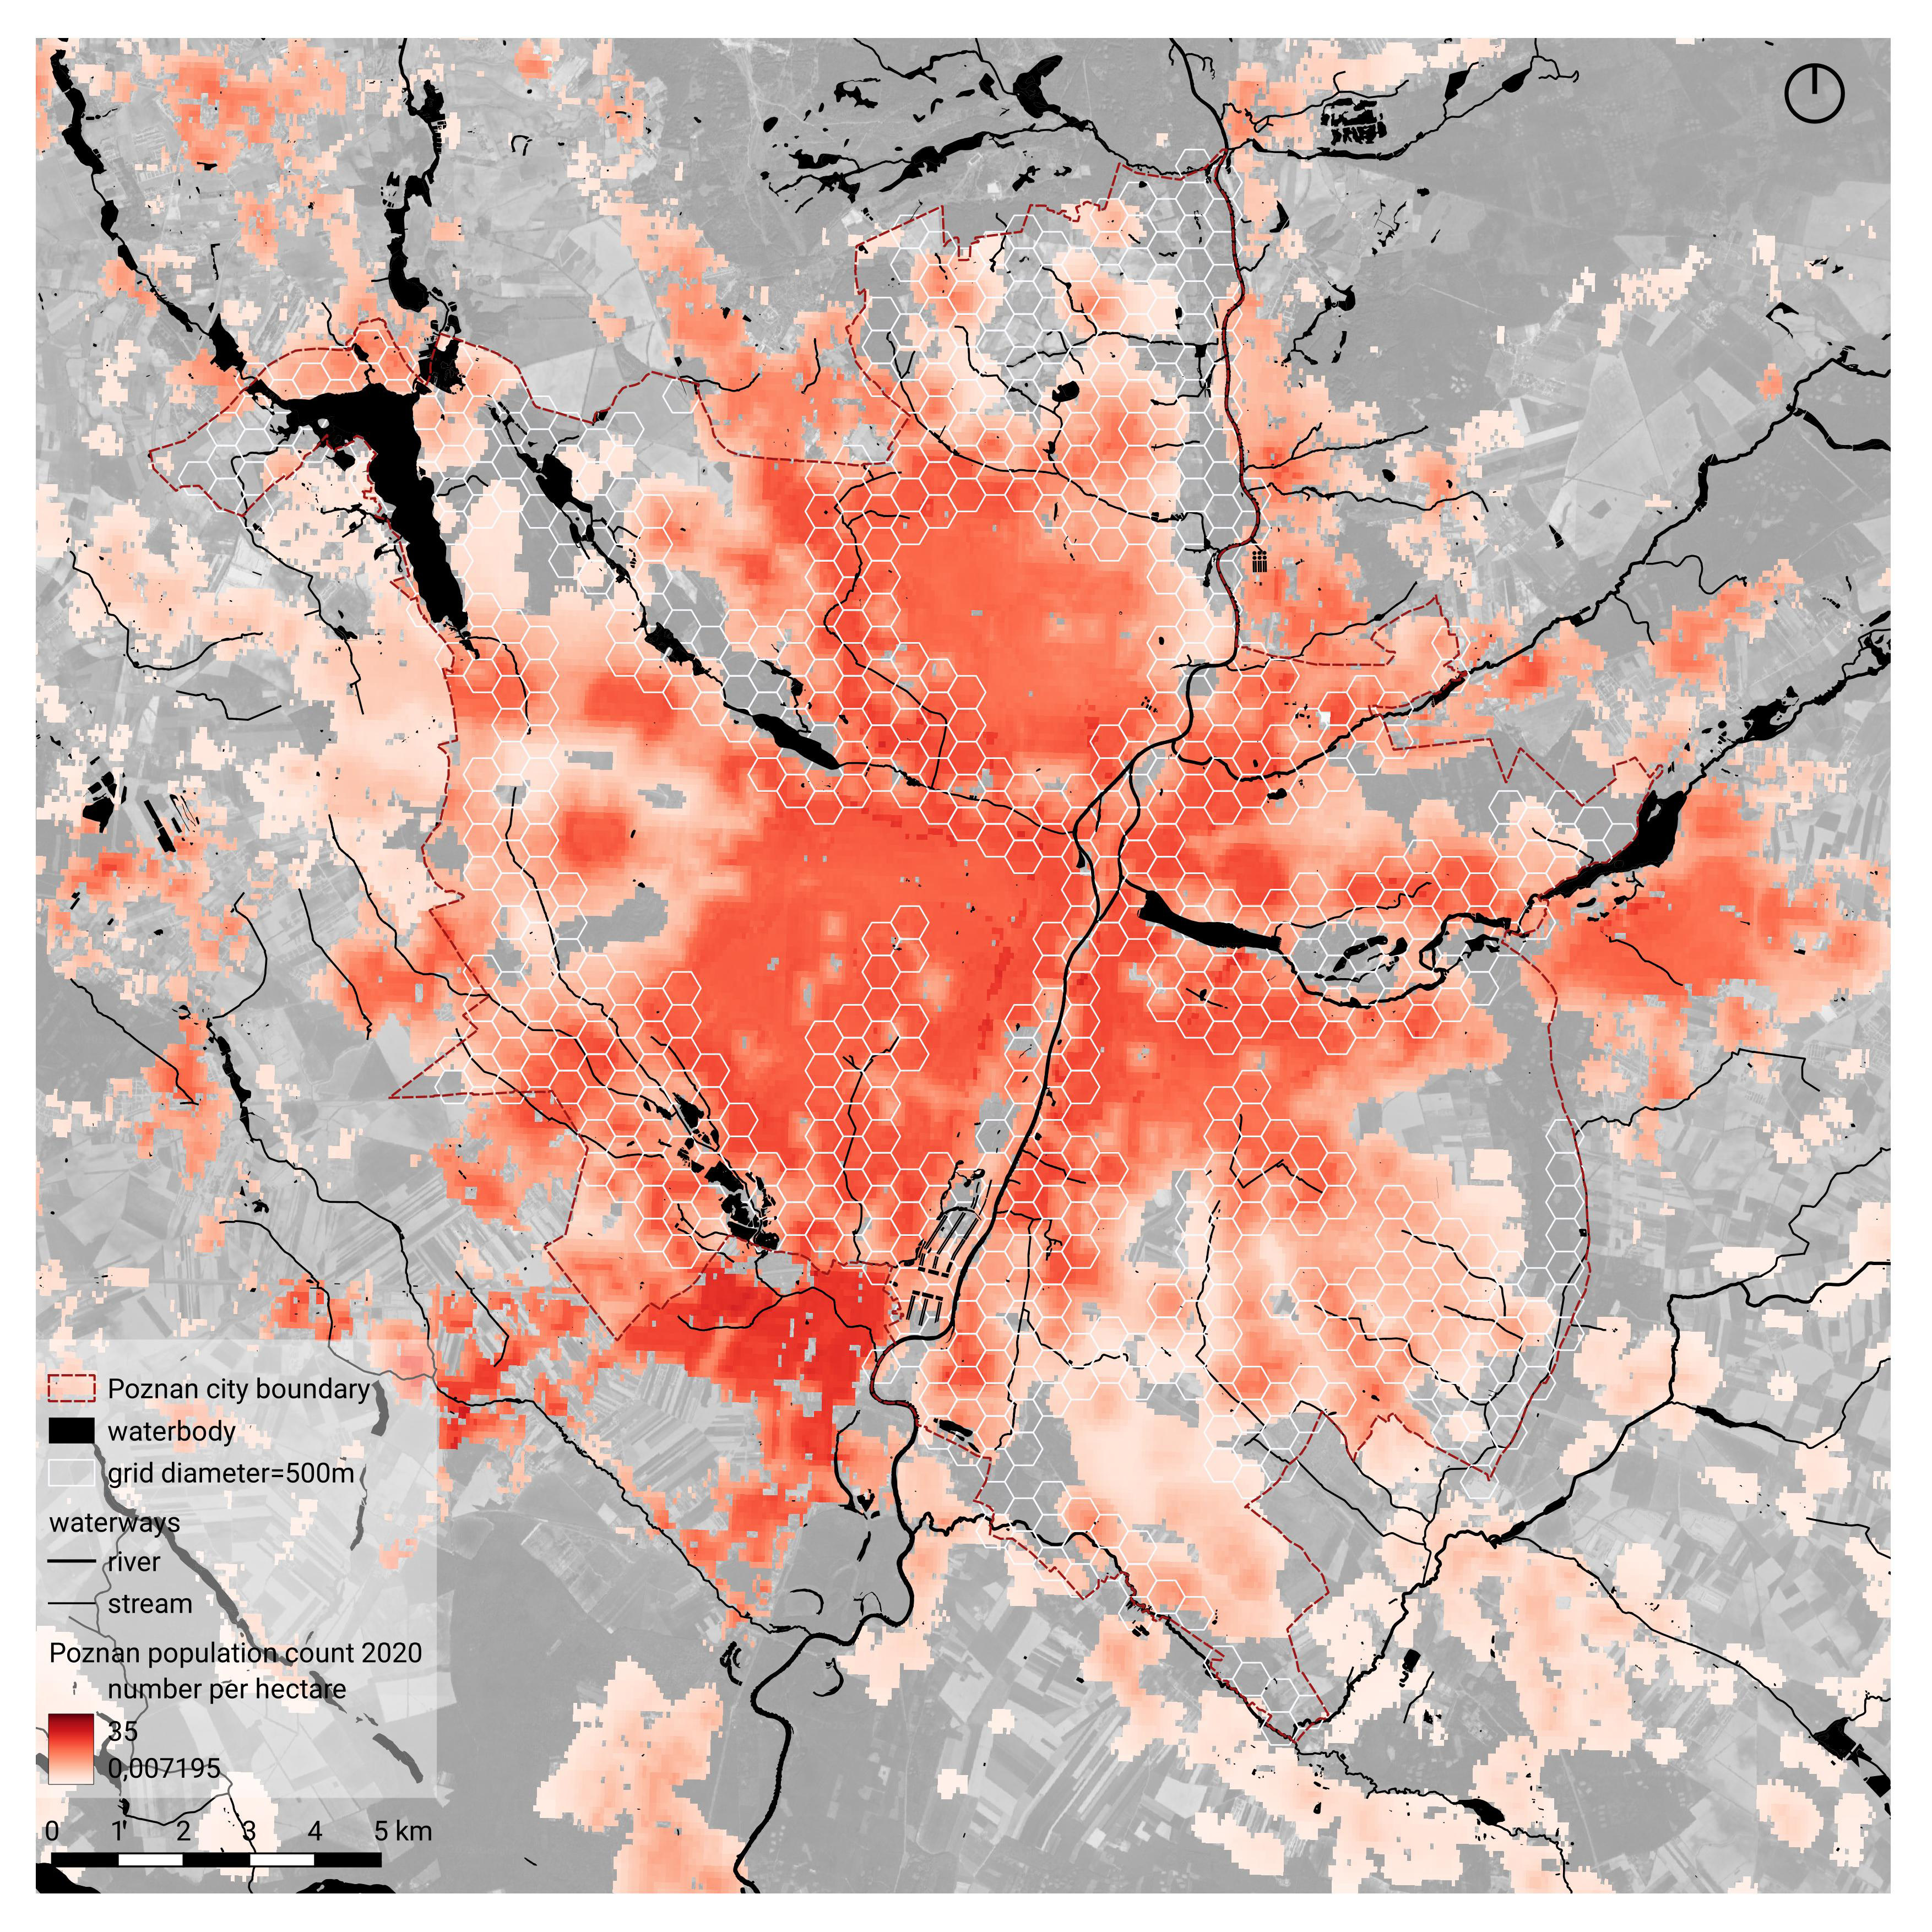 Poznan city boundary
waterbody
grid diameter=500m
waterways
river
stream
Poznan population count 2020
number per hectare
35
0,007195
0 1 2 3 4 5 km